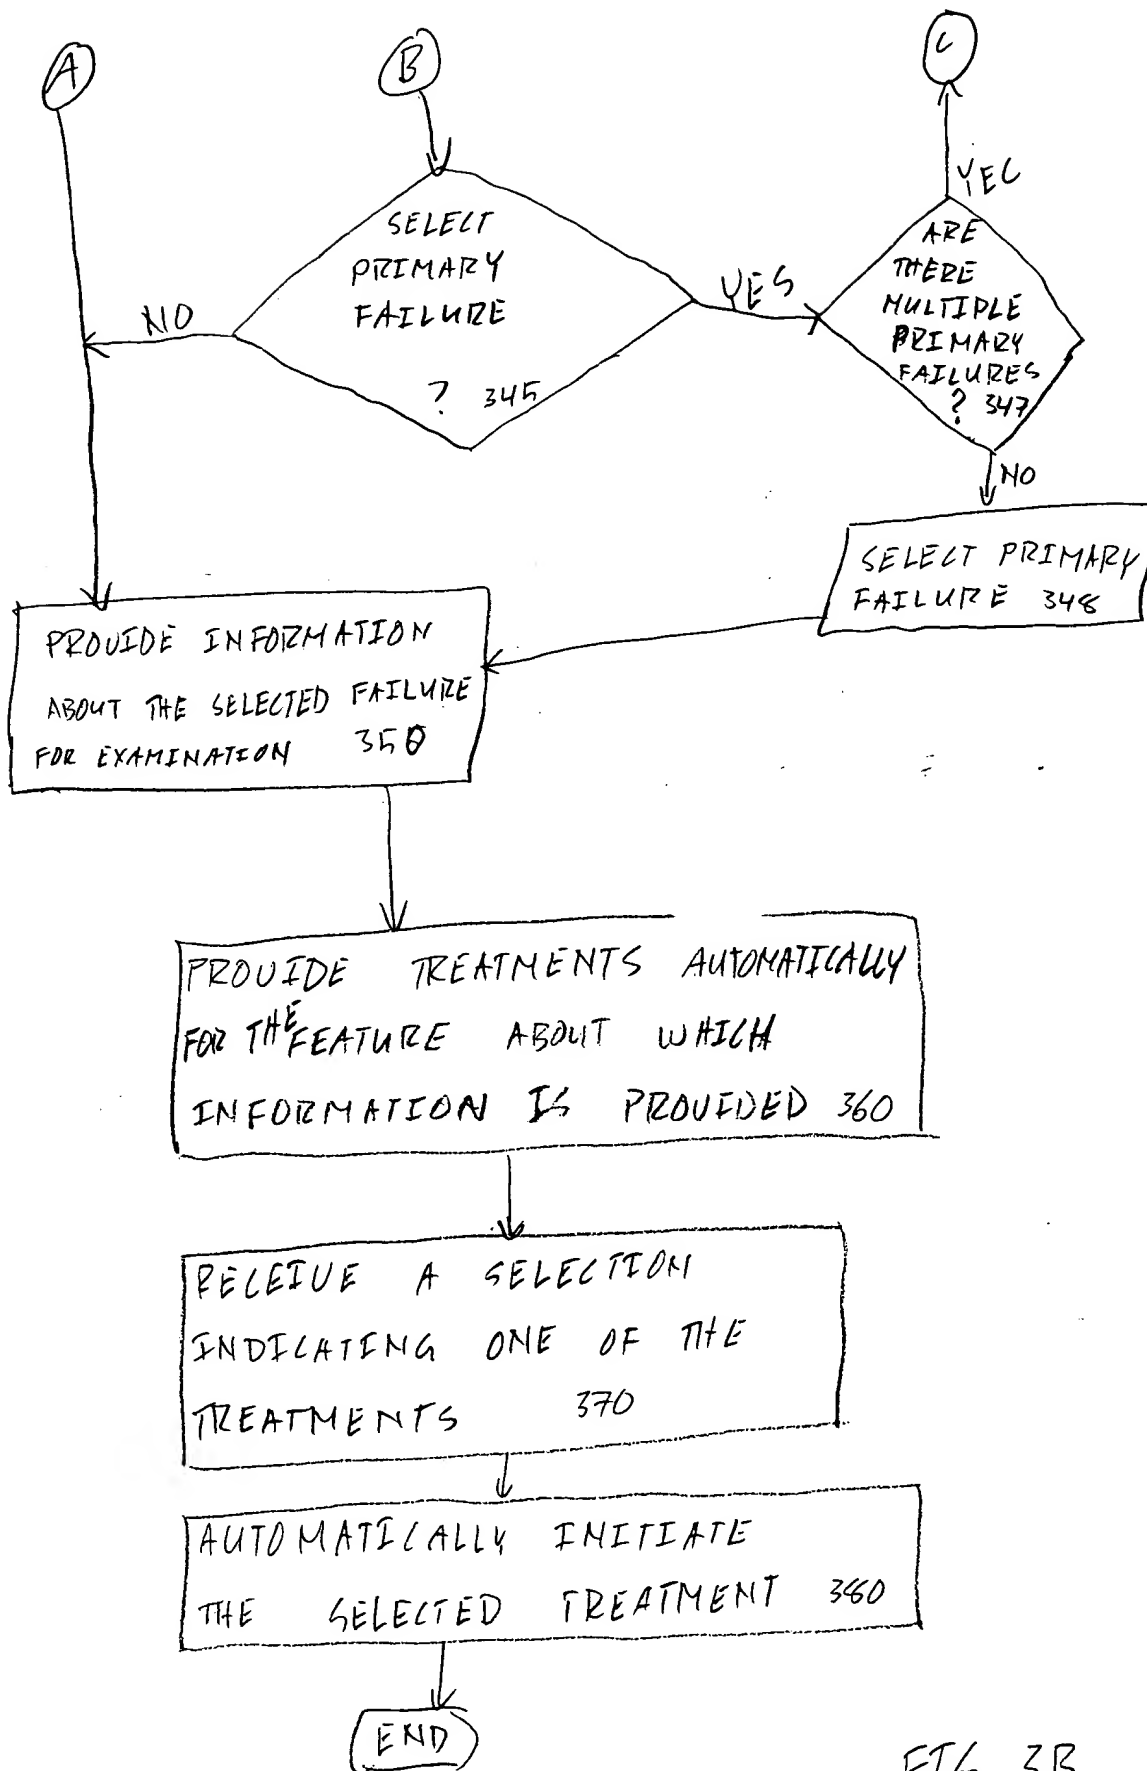 A
B
C
SELECT
PRIMARY
FAILURE
? 345
NO
YES
YES
ARE
THERE
MULTIPLE
PRIMARY
FAILURES
? 347
NO
SELECT PRIMARY
FAILURE 348
PROVIDE INFORMATION
ABOUT THE SELECTED FAILURE
FOR EXAMINATION 350
PROVIDE TREATMENTS AUTOMATICALLY
FOR THE FEATURE ABOUT WHICH
INFORMATION IS PROVIDED 360
RECEIVE A SELECTION
INDICATING ONE OF THE
TREATMENTS 370
AUTOMATICALLY INITIATE
THE SELECTED TREATMENT 380
END
FIG 3B